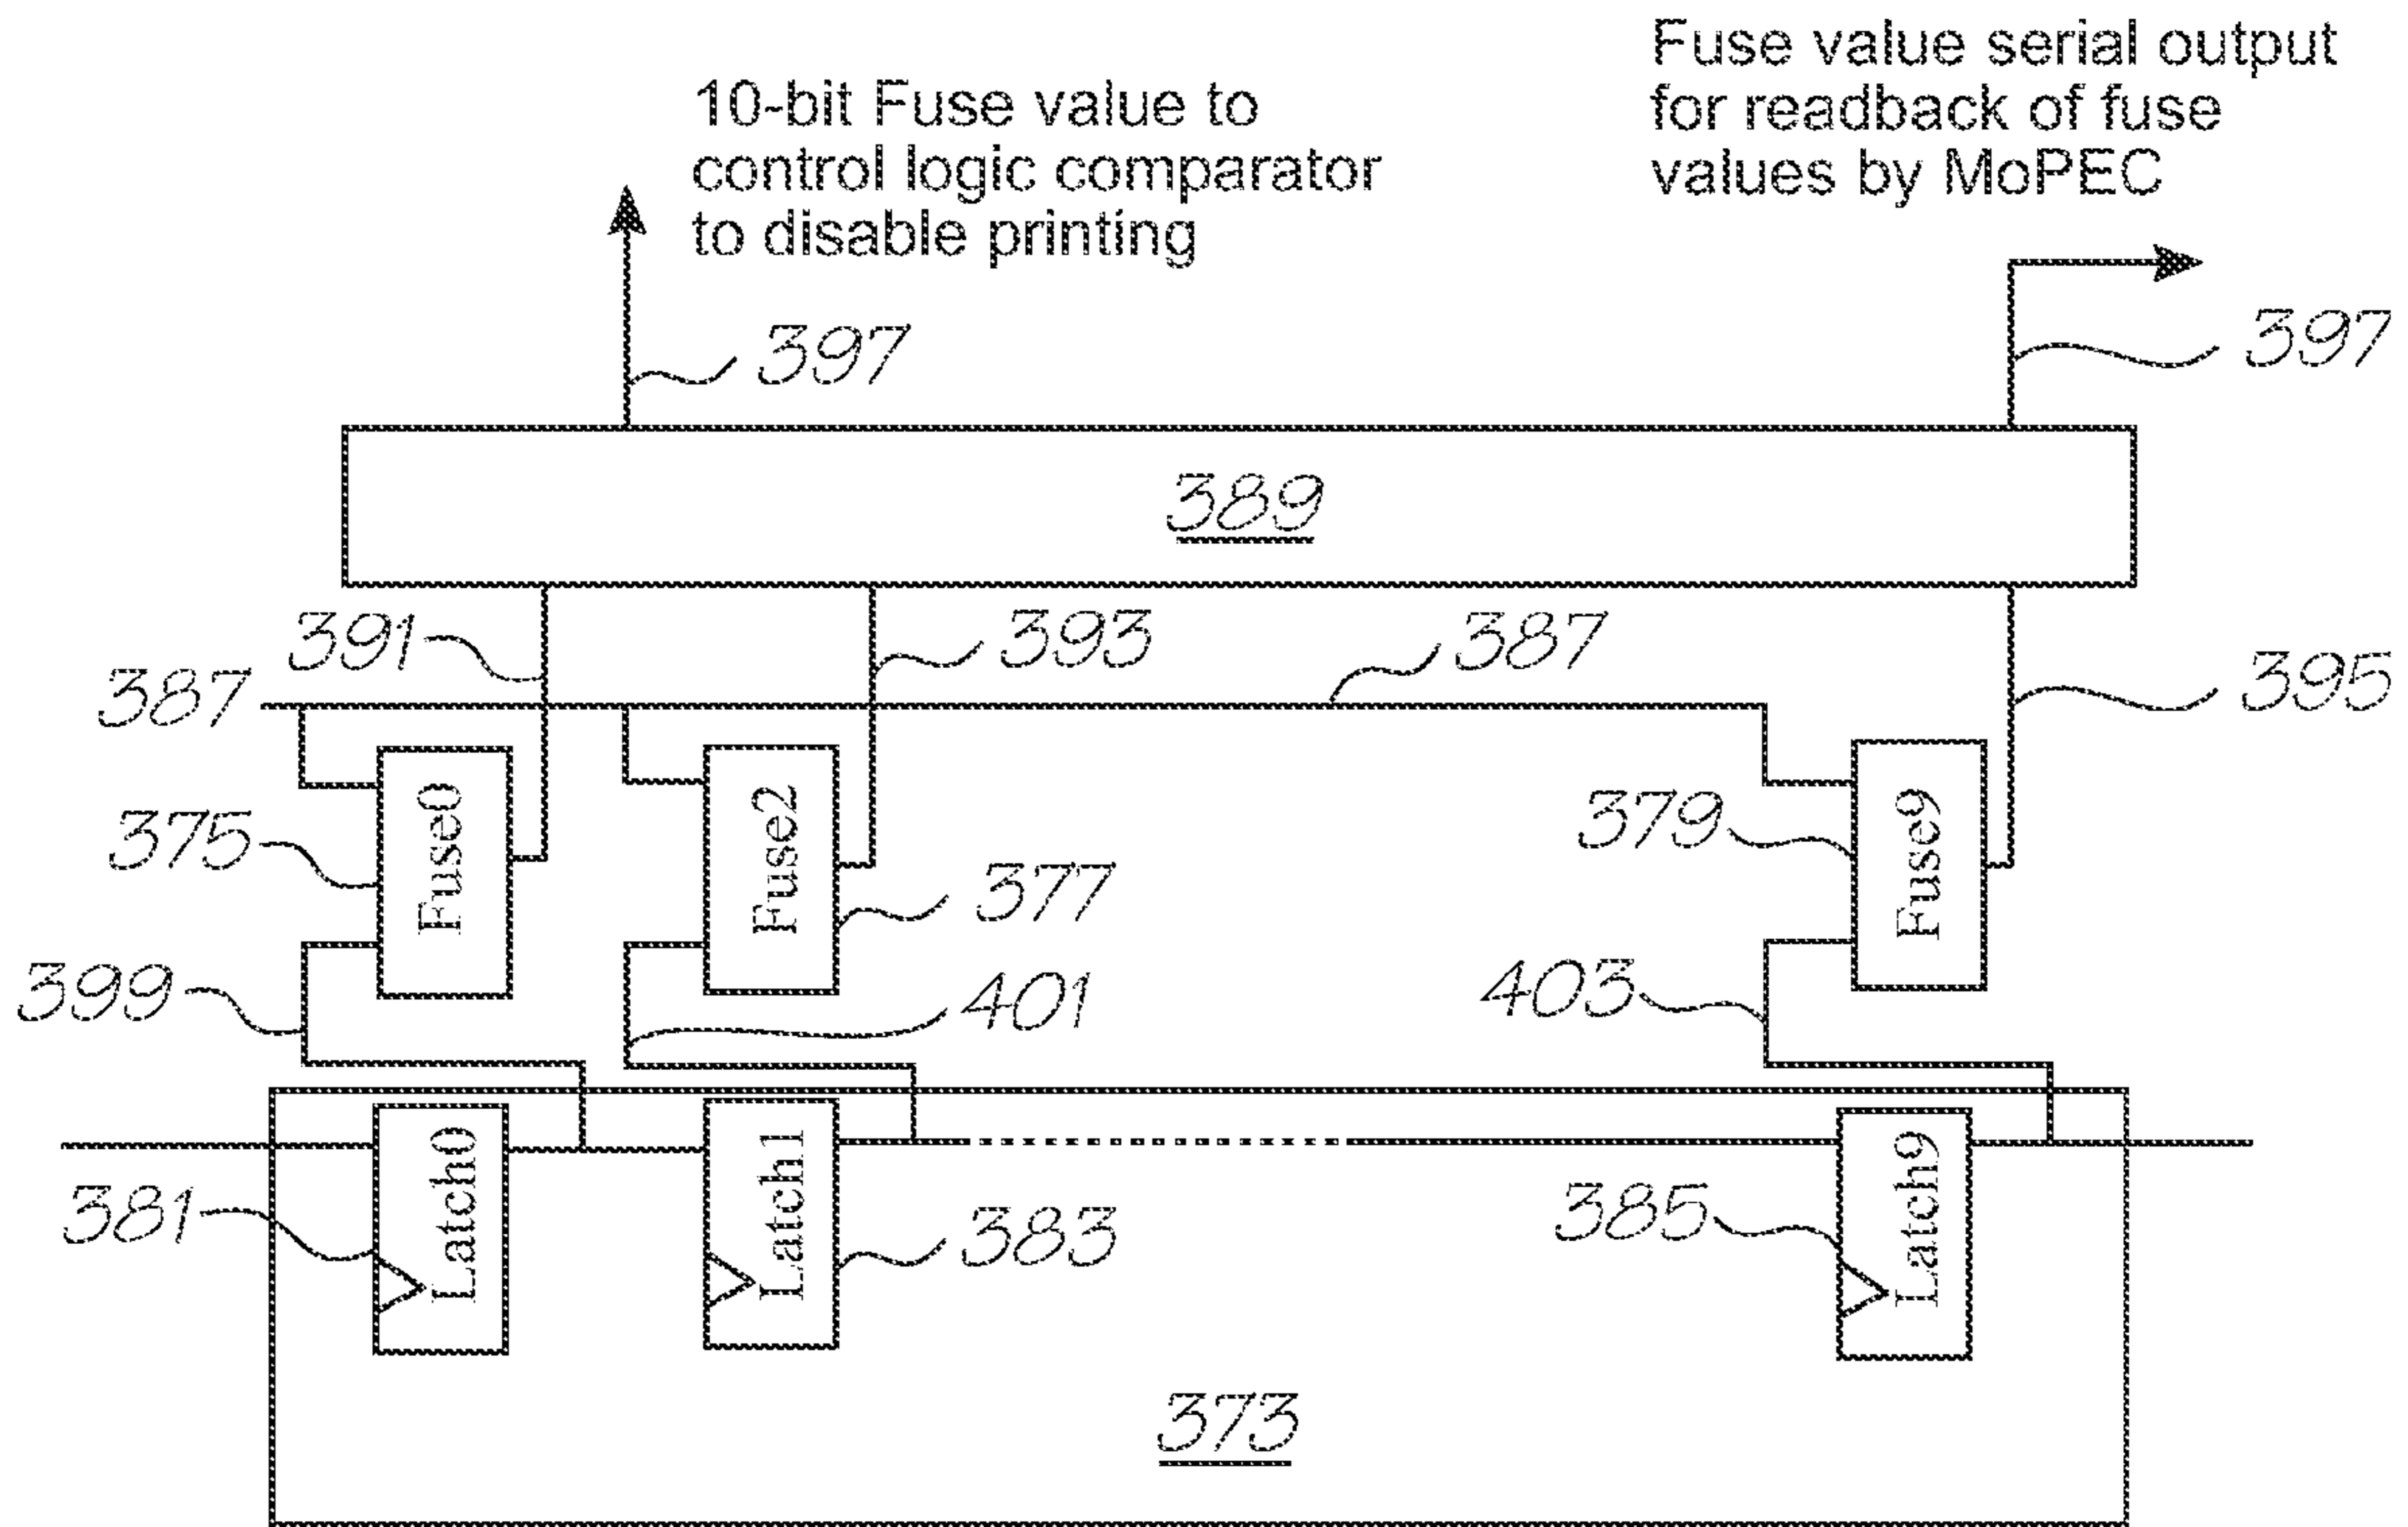 10-bit Fuse value to
control logic comparator
to disable printing
Fuse value serial output
for readback of fuse
values by MoPEC
397
397
389
391
393
387
387
395
375
Fuse0
Fuse2
377
379
Fuse9
399
401
403
381
Latch0
Latch1
383
385
Latch9
373